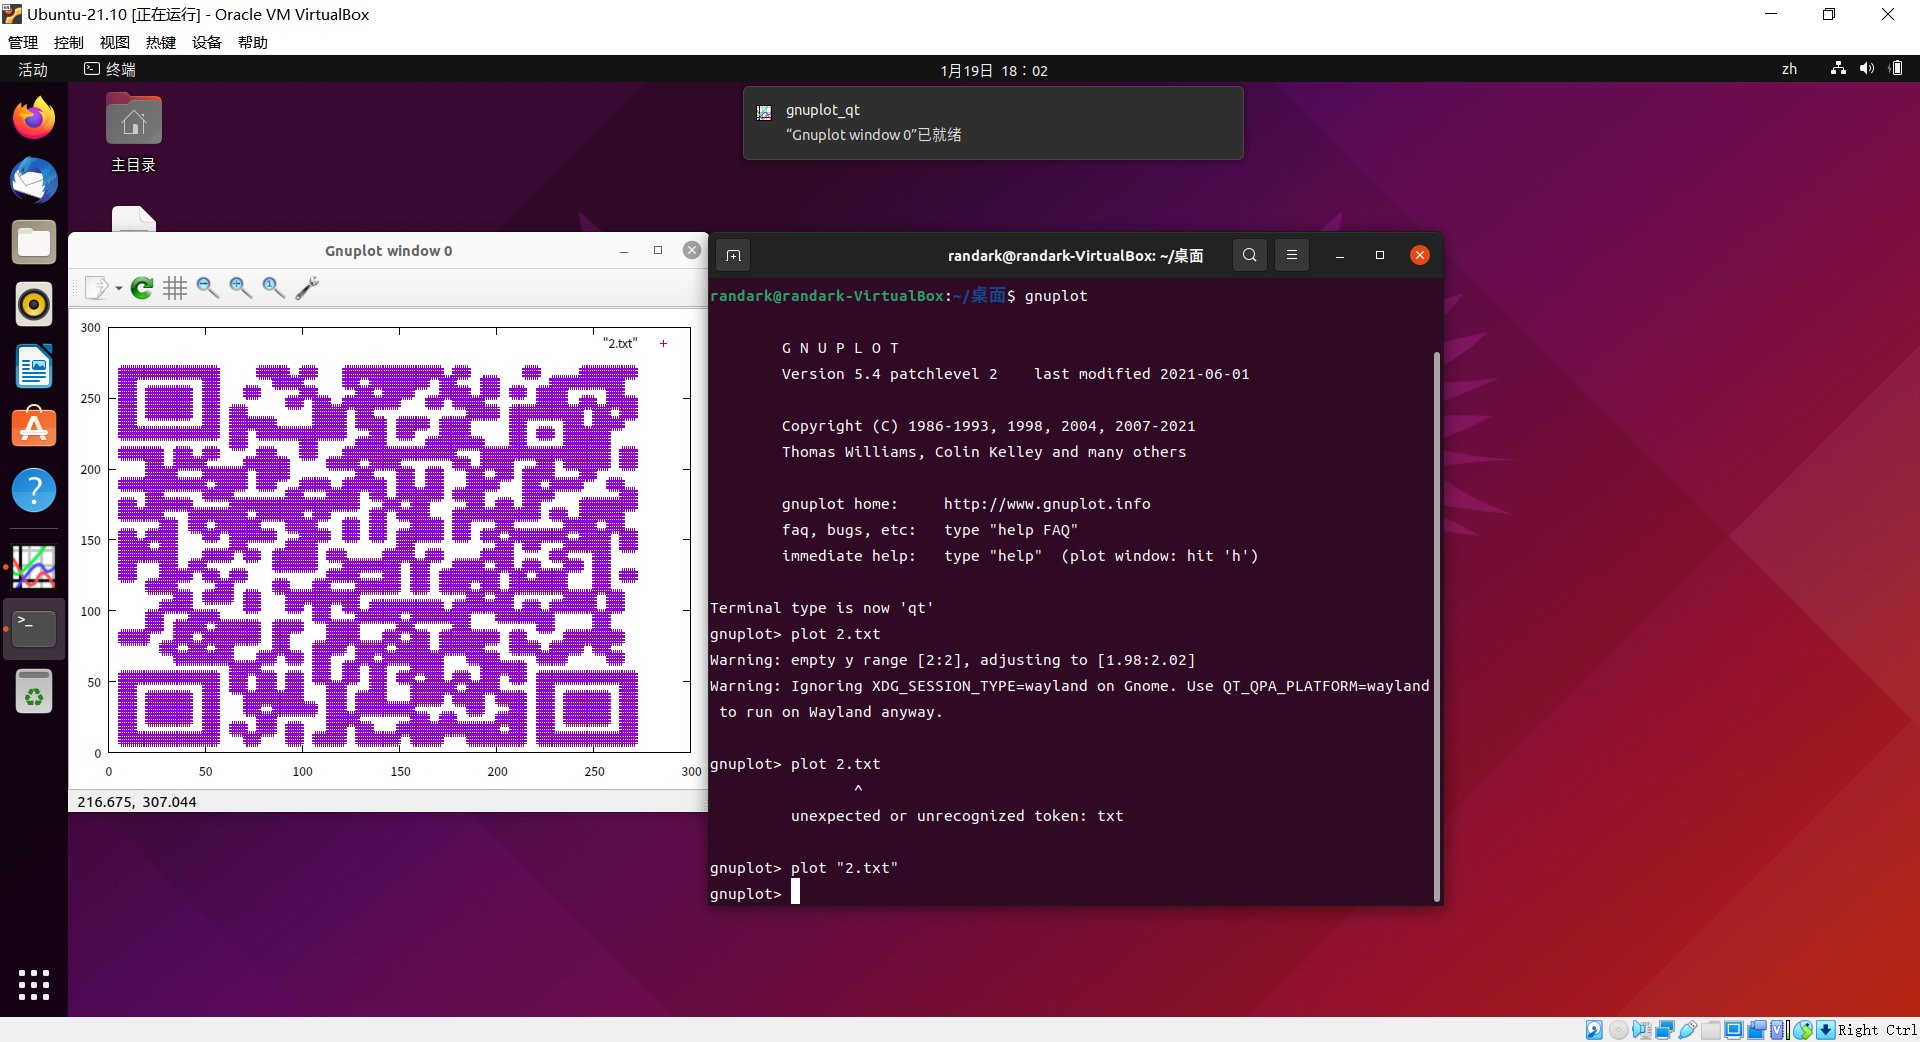 Ubuntu-21.10 [正在运行] - Oracle VM VirtualBox
管理 控制 视图 热键 设备 帮助
活动 终端 1月19日 18：02 zh
gnuplot_qt
“Gnuplot window 0”已就绪
主目录
Gnuplot window 0
"2.txt"
300
250
200
150
100
50
0
0 50 100 150 200 250 300
216.675, 307.044
randark@randark-VirtualBox: ~/桌面
randark@randark-VirtualBox:~/桌面$ gnuplot
G N U P L O T
Version 5.4 patchlevel 2 last modified 2021-06-01
Copyright (C) 1986-1993, 1998, 2004, 2007-2021
Thomas Williams, Colin Kelley and many others
gnuplot home: http://www.gnuplot.info
faq, bugs, etc: type "help FAQ"
immediate help: type "help" (plot window: hit 'h')
Terminal type is now 'qt'
gnuplot> plot 2.txt
Warning: empty y range [2:2], adjusting to [1.98:2.02]
Warning: Ignoring XDG_SESSION_TYPE=wayland on Gnome. Use QT_QPA_PLATFORM=wayland
to run on Wayland anyway.
gnuplot> plot 2.txt
^
unexpected or unrecognized token: txt
gnuplot> plot "2.txt"
gnuplot>
Right Ctrl